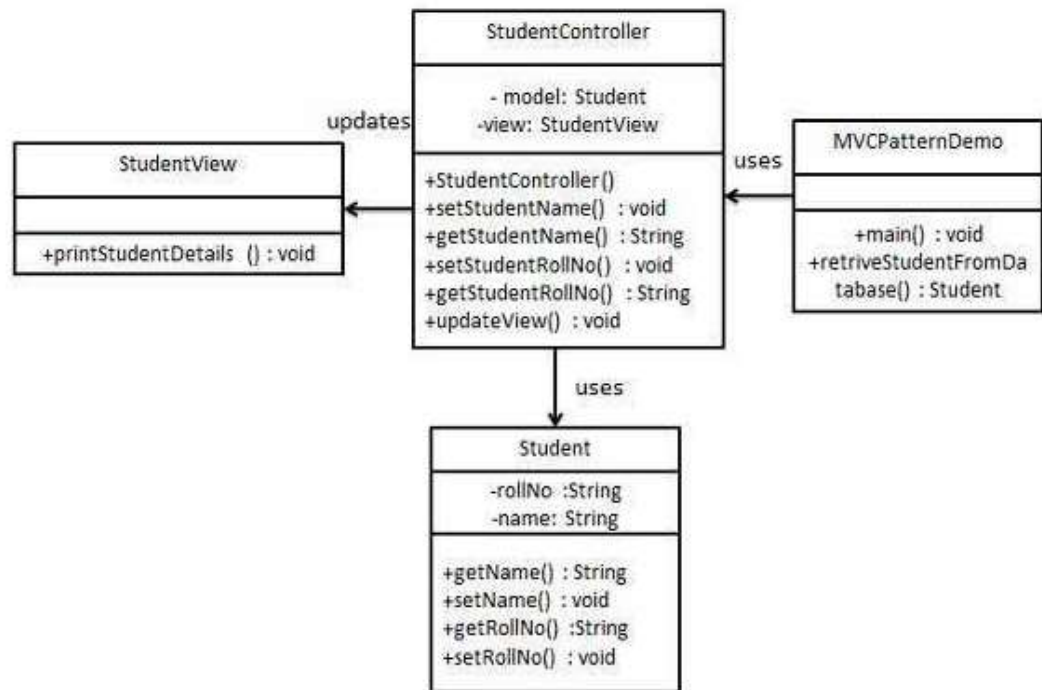 StudentController
- model: Student
-view: StudentView
+StudentController()
+setStudentName() : void
+getStudentName() : String
+setStudentRollNo() : void
+getStudentRollNo() : String
+updateView() : void
updates
StudentView
+printStudentDetails () : void
uses
MVCPatternDemo
+main() : void
+retriveStudentFromDa
tabase() : Student
uses
Student
-rollNo :String
-name: String
+getName() : String
+setName() : void
+getRollNo() :String
+setRollNo() : void